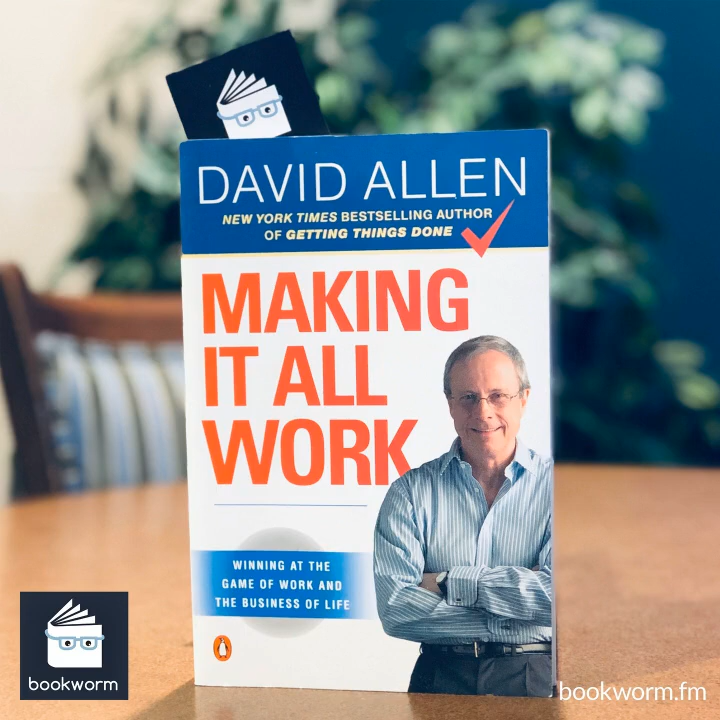 DAVID ALLEN
NEW YORK TIMES BESTSELLING AUTHOR
OF GETTING THINGS DONE
MAKING
IT ALL
WORK
WINNING AT THE
GAME OF WORK AND
THE BUSINESS OF LIFE
bookworm
bookworm.fm